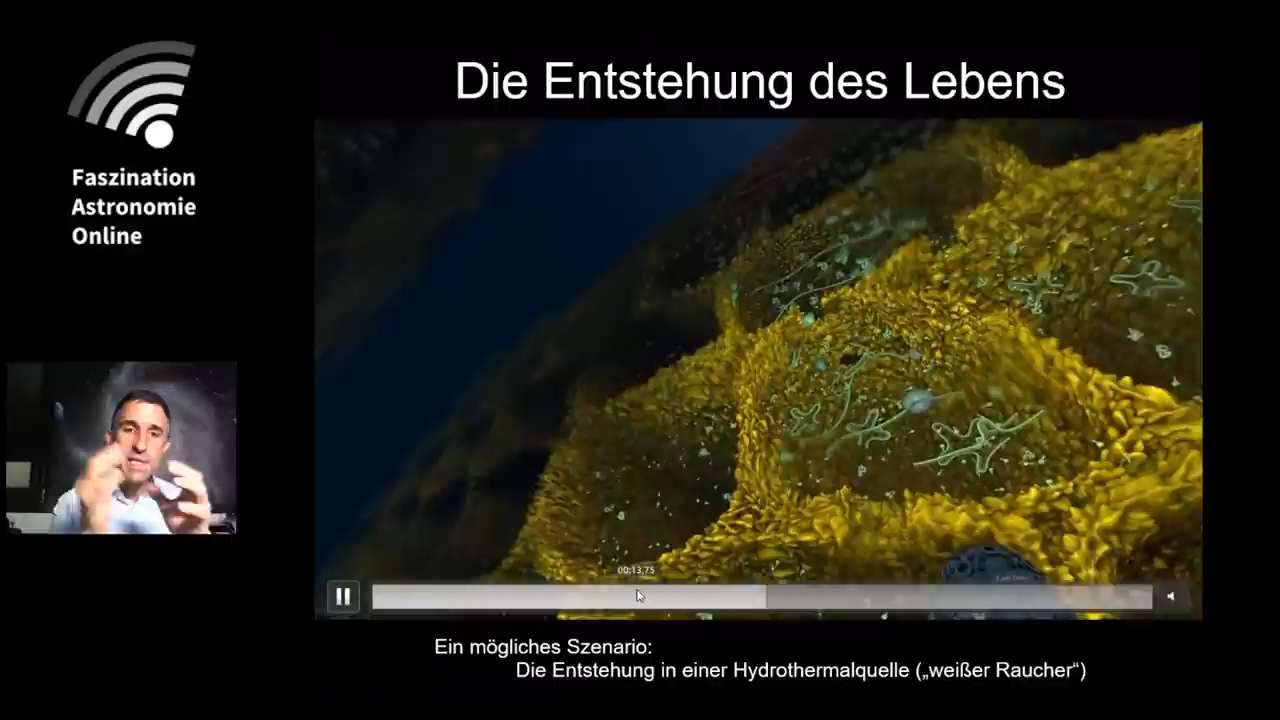 Die Entstehung des Lebens
Faszination
Astronomie
Online
00:13,75
Ein mögliches Szenario:
Die Entstehung in einer Hydrothermalquelle („weißer Raucher“)